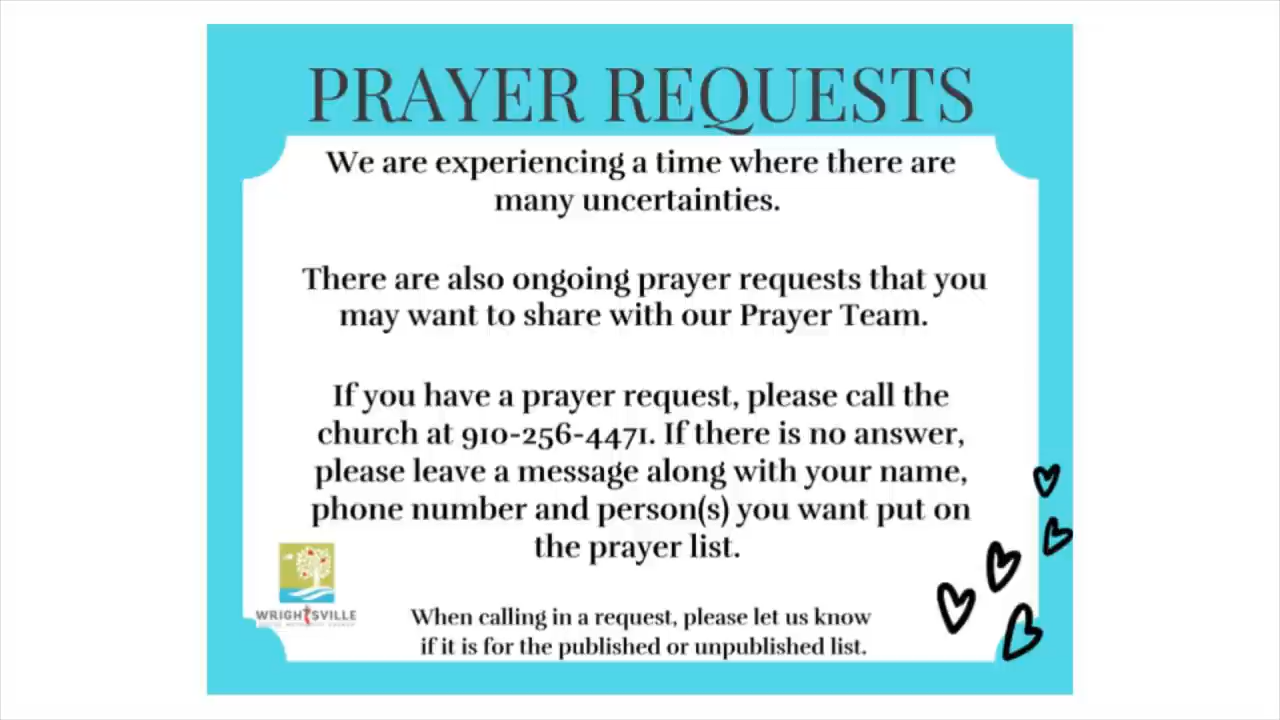 PRAYER REQUESTS
We are experiencing a time where there are
many uncertainties.
There are also ongoing prayer requests that you
may want to share with our Prayer Team.
If you have a prayer request, please call the
church at 910-256-4471. If there is no answer,
please leave a message along with your name,
phone number and person(s) you want put on
the prayer list.
WRIGHTSVILLE
UNITED METHODIST CHURCH
When calling in a request, please let us know
if it is for the published or unpublished list.